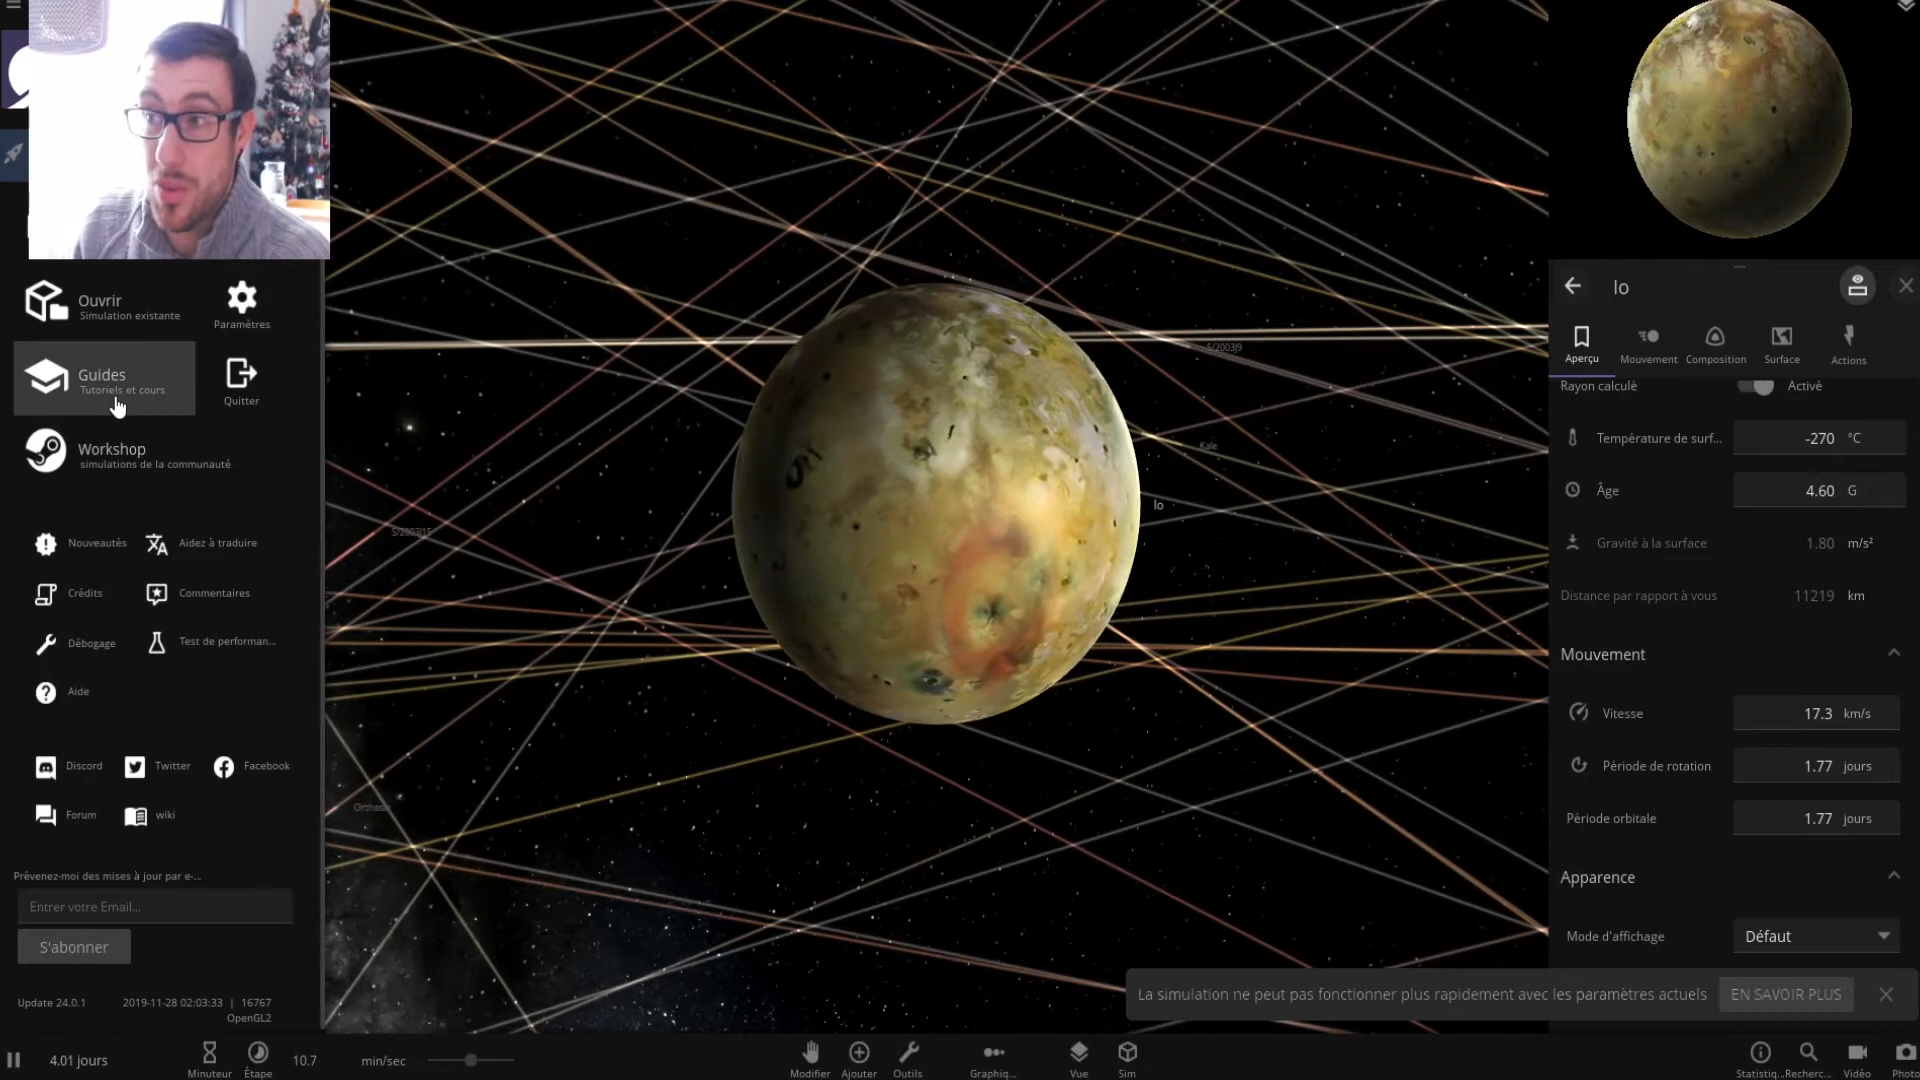 Ouvrir
Simulation existante
Paramètres
Guides
Tutoriels et cours
Quitter
Workshop
simulations de la communauté
Nouveautés
Aidez à traduire
Crédits
Commentaires
Débogage
Test de performan...
Aide
Discord
Twitter
Facebook
Forum
wiki
Prévenez-moi des mises à jour par e-...
Entrer votre Email...
S'abonner
Update 24.0.1
2019-11-28 02:03:33 | 16767
OpenGL2
S/2003J9
Kale
Io
S/2003J15
Orthosie
Io
Aperçu
Mouvement
Composition
Surface
Actions
Rayon calculé
Activé
Température de surf...
-270 °C
Âge
4.60 G
Gravité à la surface
1.80 m/s²
Distance par rapport à vous
11219 km
Mouvement
Vitesse
17.3 km/s
Période de rotation
1.77 jours
Période orbitale
1.77 jours
Apparence
Mode d'affichage
Défaut
La simulation ne peut pas fonctionner plus rapidement avec les paramètres actuels
EN SAVOIR PLUS
4.01 jours
Minuteur
Étape
10.7
min/sec
Modifier
Ajouter
Outils
Graphiq...
Vue
Sim
Statistiq...
Recherc...
Vidéo
Photo